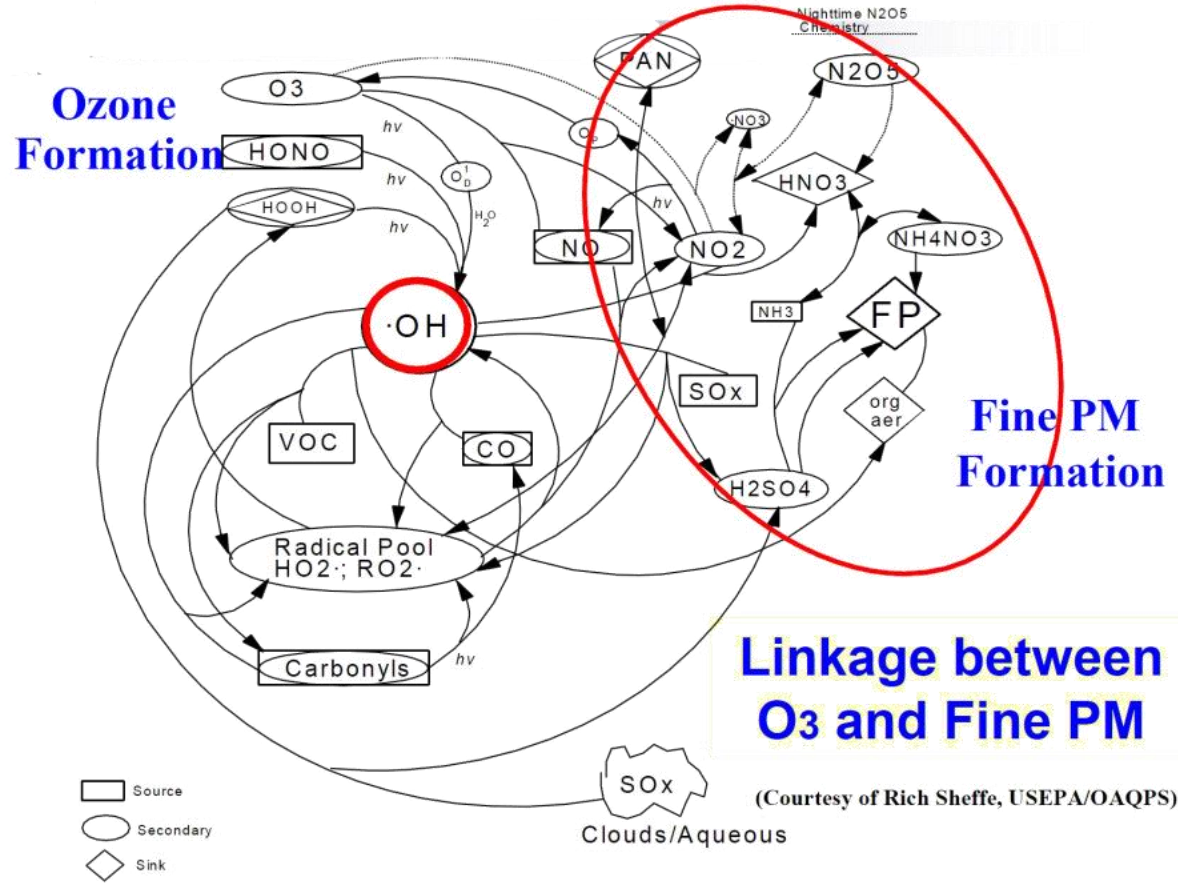 Nighttime N2O5
Chemistry
PAN
N2O5
O3
Ozone
Formation
hv
·NO3
HONO
HNO3
hv
O1D
HOOH
H2O
hv
hv
NO
NO2
NH4NO3
·OH
NH3
FP
SOx
org
aer
VOC
CO
Fine PM
Formation
H2SO4
Radical Pool
HO2·; RO2·
Carbonyls
hv
Linkage between
O3 and Fine PM
SOx
(Courtesy of Rich Sheffe, USEPA/OAQPS)
Clouds/Aqueous
Source
Secondary
Sink